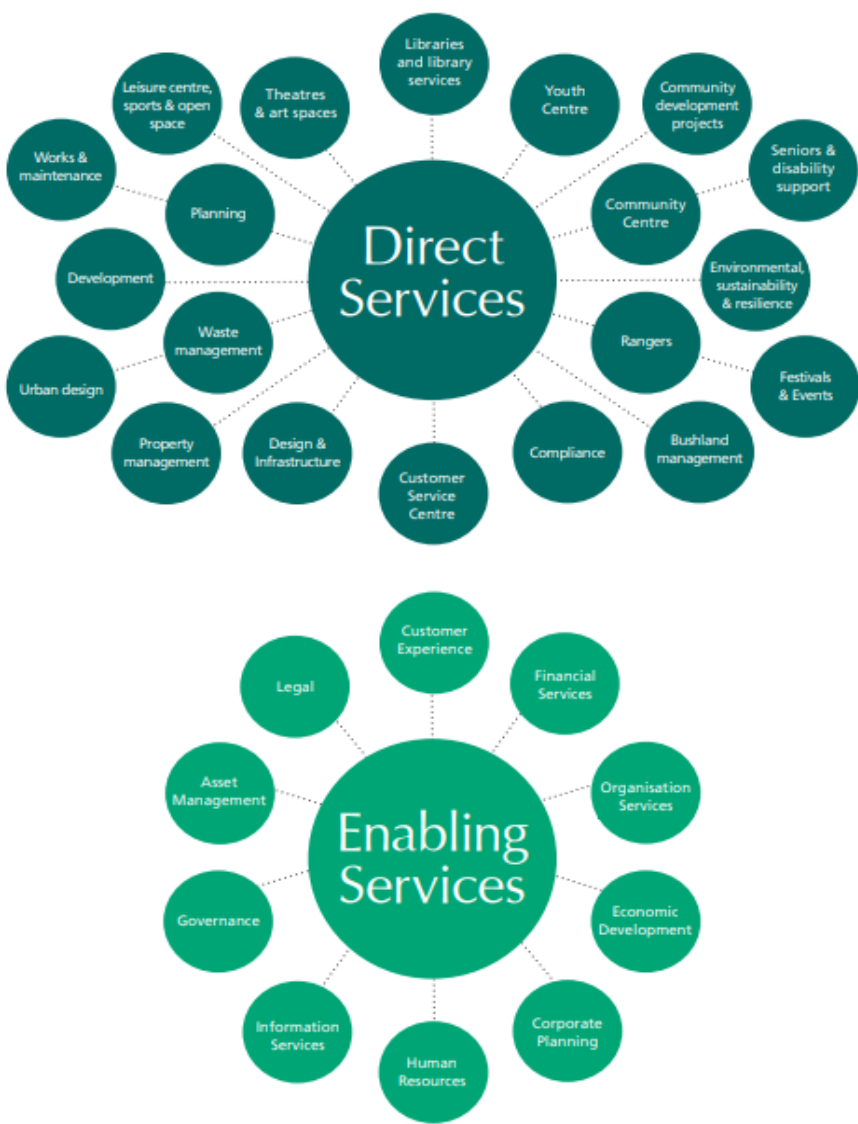 Libraries
and library
services
Youth
Centre
Community
development
projects
Seniors &
disability
support
Community
Centre
Environmental,
sustainability
& resilience
Rangers
Festivals
& Events
Bushland
management
Compliance
Customer
Service
Centre
Design &
Infrastructure
Property
management
Urban design
Waste
management
Development
Planning
Works &
maintenance
Leisure centre,
sports & open
space
Theatres
& art spaces
Direct
Services
Customer
Experience
Financial
Services
Organisation
Services
Economic
Development
Corporate
Planning
Human
Resources
Information
Services
Governance
Asset
Management
Legal
Enabling
Services